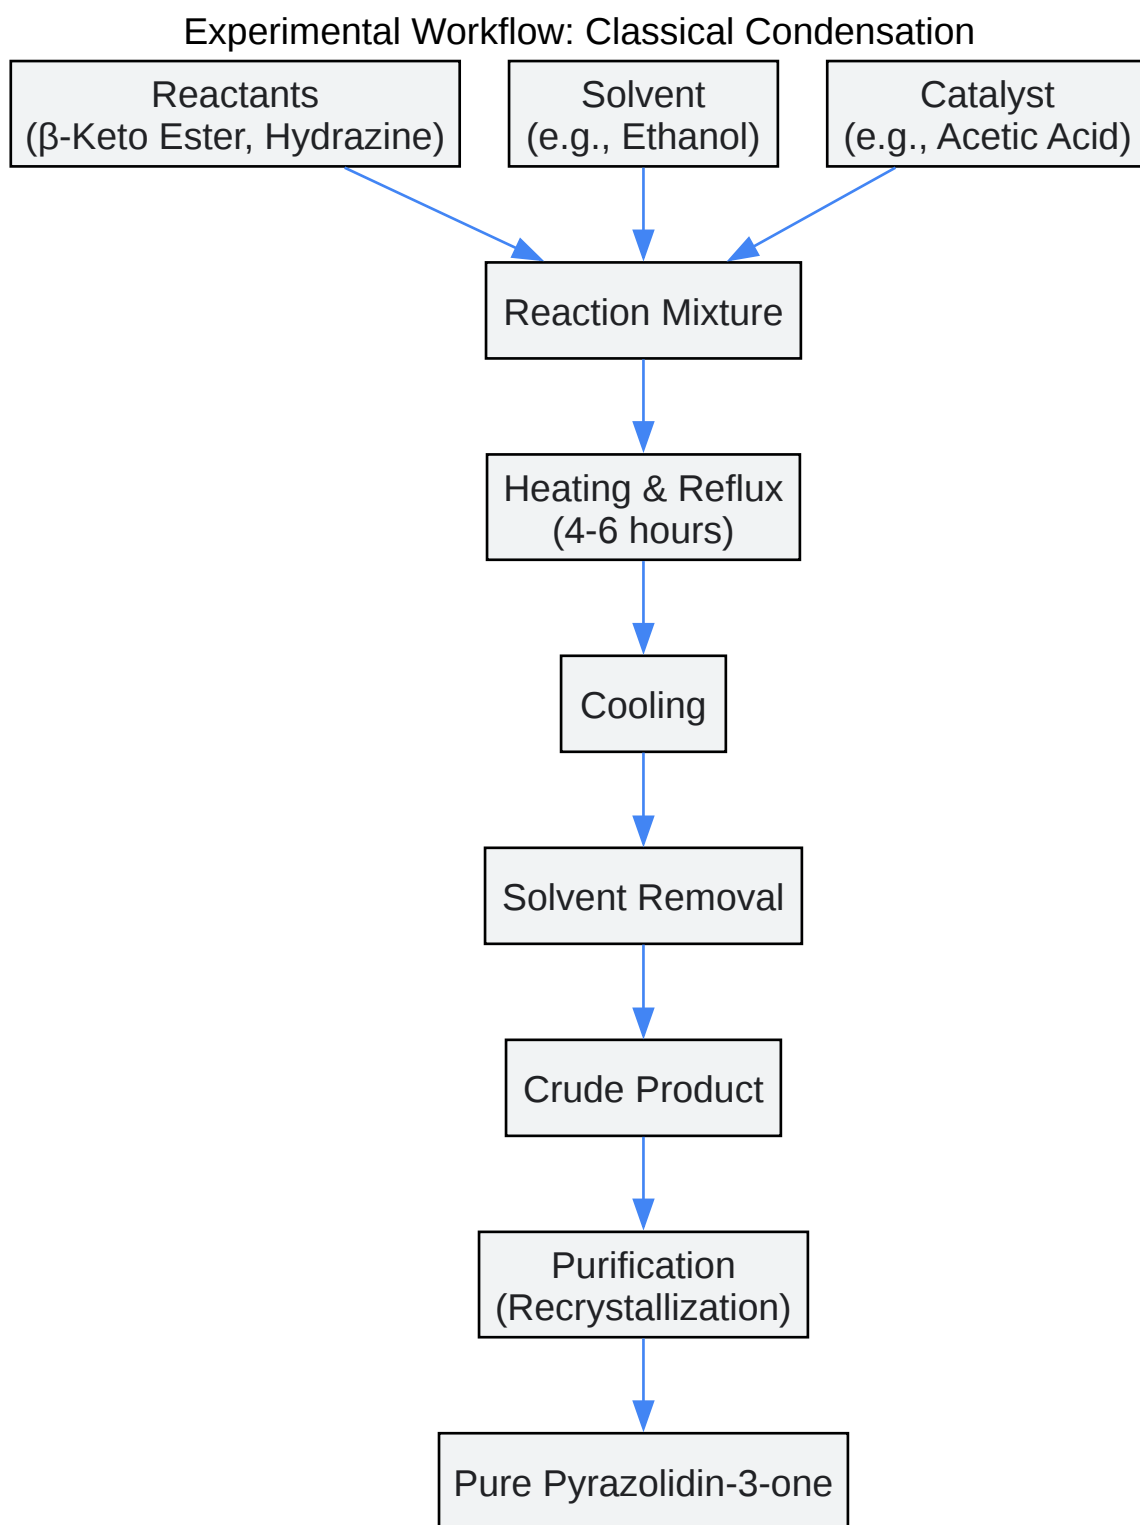 Experimental Workflow: Classical Condensation
Reactants
(β-Keto Ester, Hydrazine)
Solvent
(e.g., Ethanol)
Catalyst
(e.g., Acetic Acid)
Reaction Mixture
Heating & Reflux
(4-6 hours)
Cooling
Solvent Removal
Crude Product
Purification
(Recrystallization)
Pure Pyrazolidin-3-one